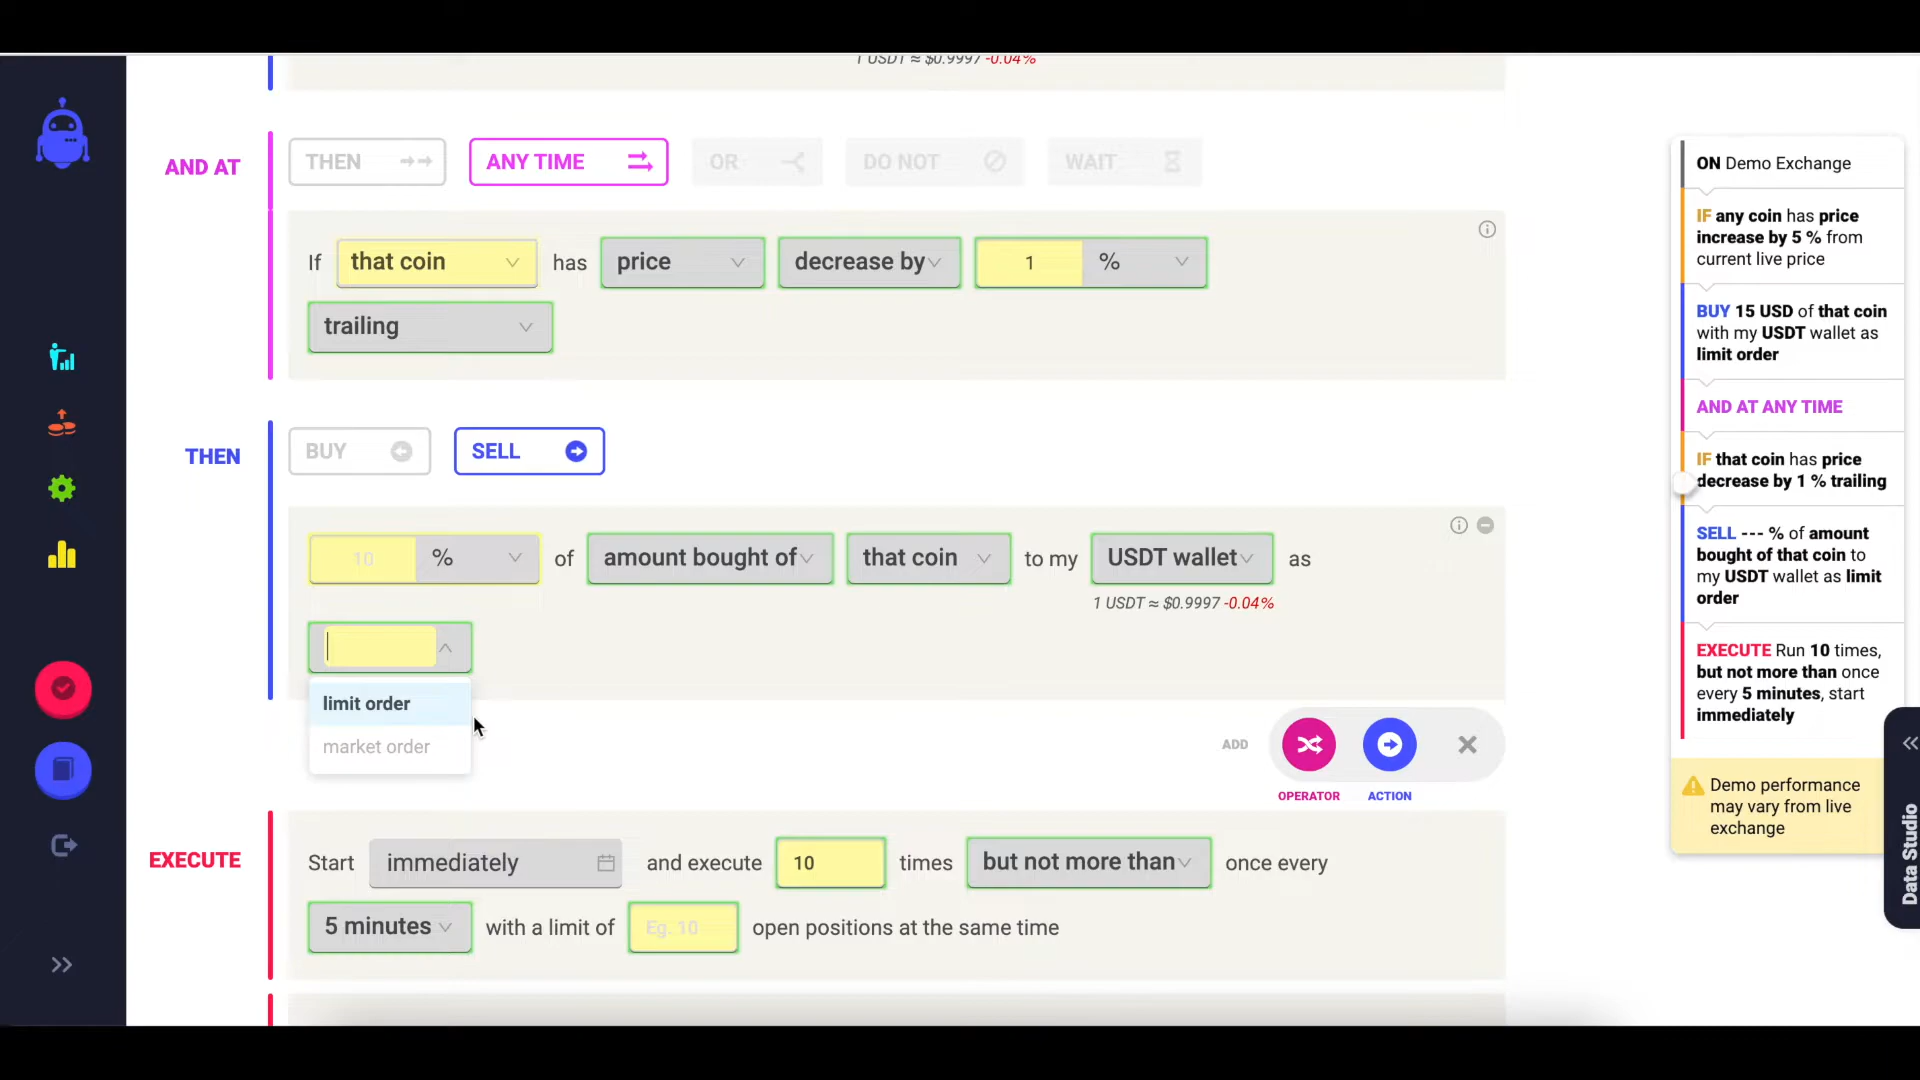 1 USDT ≈ $0.9997 -0.04%
AND AT
THEN
ANY TIME
OR
DO NOT
WAIT
If that coin has price decrease by 1 %
trailing
THEN
BUY
SELL
10 % of amount bought of that coin to my USDT wallet as
1 USDT ≈ $0.9997 -0.04%
limit order
market order
ADD
OPERATOR
ACTION
EXECUTE
Start immediately and execute 10 times but not more than once every
5 minutes with a limit of Eg. 10 open positions at the same time
ON Demo Exchange
IF any coin has price
increase by 5 % from
current live price
BUY 15 USD of that coin
with my USDT wallet as
limit order
AND AT ANY TIME
IF that coin has price
decrease by 1 % trailing
SELL --- % of amount
bought of that coin to
my USDT wallet as limit
order
EXECUTE Run 10 times,
but not more than once
every 5 minutes, start
immediately
Demo performance
may vary from live
exchange
Data Studio